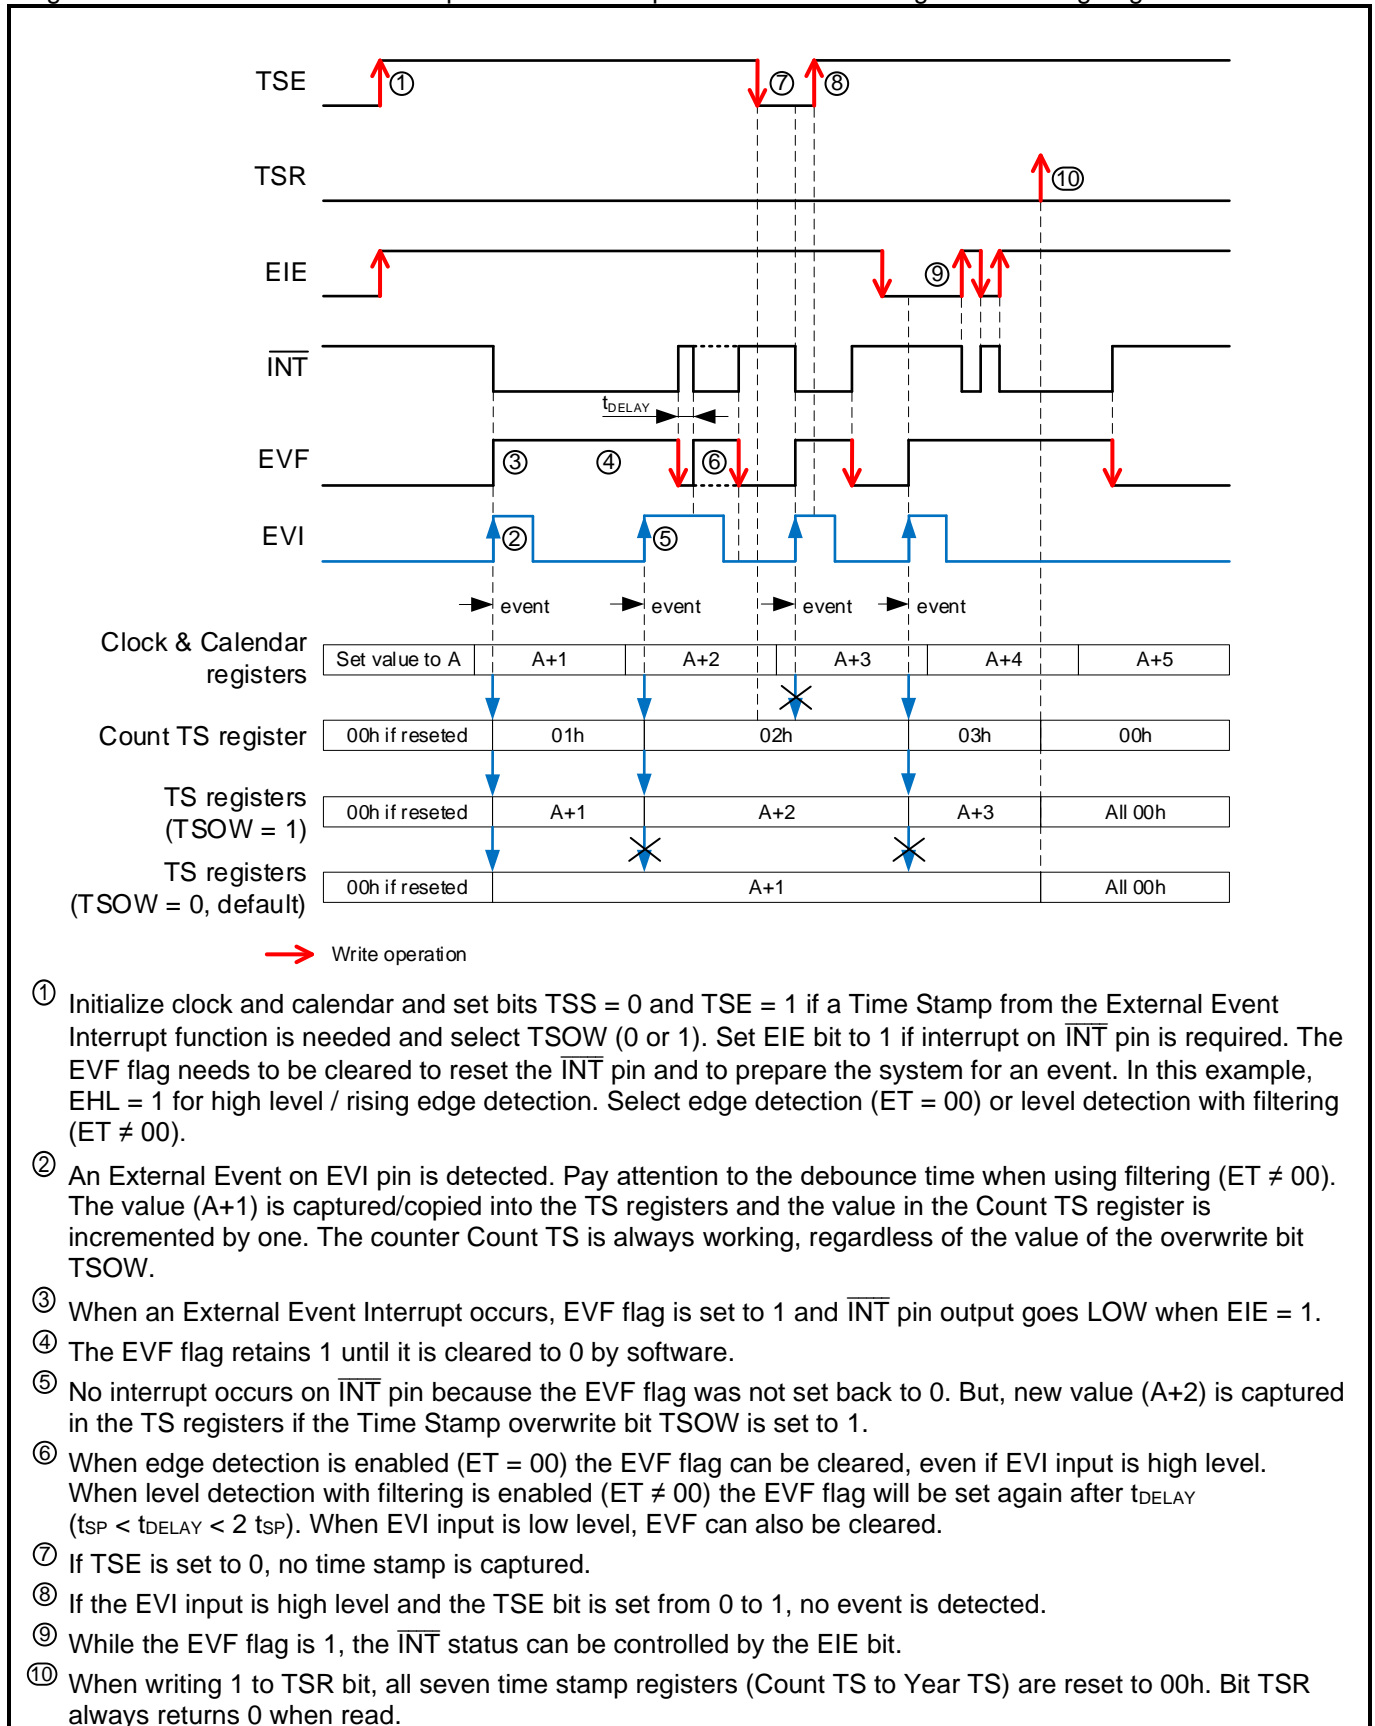 TSE
①
⑦
⑧
TSR
⑩
EIE
⑨
INT
tDELAY
EVF
③
④
⑥
EVI
②
⑤
event
event
event
event
Clock & Calendar
registers
Set value to A
A+1
A+2
A+3
A+4
A+5
Count TS register
00h if reseted
01h
02h
03h
00h
TS registers
(TSOW = 1)
00h if reseted
A+1
A+2
A+3
All 00h
TS registers
(TSOW = 0, default)
00h if reseted
A+1
All 00h
Write operation
① Initialize clock and calendar and set bits TSS = 0 and TSE = 1 if a Time Stamp from the External Event
Interrupt function is needed and select TSOW (0 or 1). Set EIE bit to 1 if interrupt on INT pin is required. The
EVF flag needs to be cleared to reset the INT pin and to prepare the system for an event. In this example,
EHL = 1 for high level / rising edge detection. Select edge detection (ET = 00) or level detection with filtering
(ET ≠ 00).
② An External Event on EVI pin is detected. Pay attention to the debounce time when using filtering (ET ≠ 00).
The value (A+1) is captured/copied into the TS registers and the value in the Count TS register is
incremented by one. The counter Count TS is always working, regardless of the value of the overwrite bit
TSOW.
③ When an External Event Interrupt occurs, EVF flag is set to 1 and INT pin output goes LOW when EIE = 1.
④ The EVF flag retains 1 until it is cleared to 0 by software.
⑤ No interrupt occurs on INT pin because the EVF flag was not set back to 0. But, new value (A+2) is captured
in the TS registers if the Time Stamp overwrite bit TSOW is set to 1.
⑥ When edge detection is enabled (ET = 00) the EVF flag can be cleared, even if EVI input is high level.
When level detection with filtering is enabled (ET ≠ 00) the EVF flag will be set again after tDELAY
(tSP < tDELAY < 2 tSP). When EVI input is low level, EVF can also be cleared.
⑦ If TSE is set to 0, no time stamp is captured.
⑧ If the EVI input is high level and the TSE bit is set from 0 to 1, no event is detected.
⑨ While the EVF flag is 1, the INT status can be controlled by the EIE bit.
⑩ When writing 1 to TSR bit, all seven time stamp registers (Count TS to Year TS) are reset to 00h. Bit TSR
always returns 0 when read.